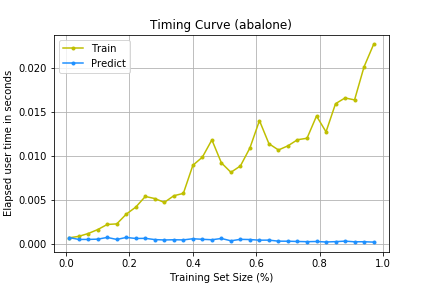 Timing Curve (abalone)
Train
Predict
Elapsed user time in seconds
0.020
0.015
0.010
0.005
0.000
0.0 0.2 0.4 0.6 0.8 1.0
Training Set Size (%)